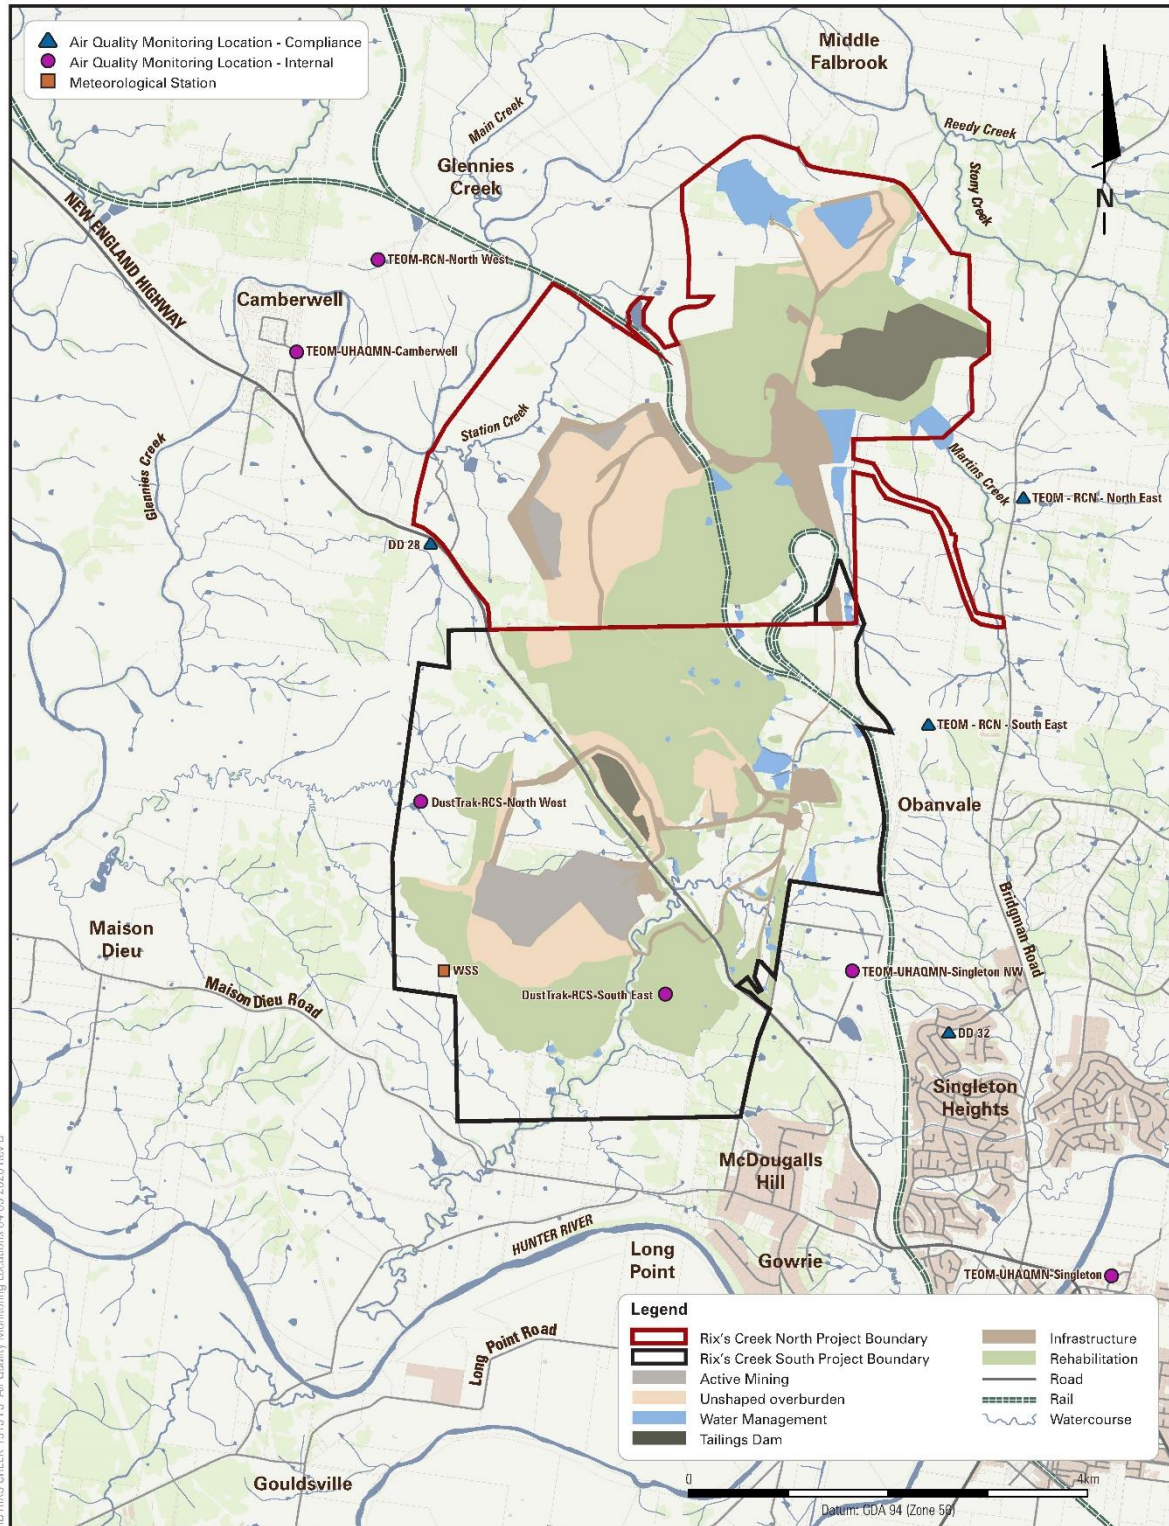 Air Quality Monitoring Location - Compliance
Air Quality Monitoring Location - Internal
Meteorological Station
Middle
Falbrook
Main Creek
Reedy Creek
Glennies
Creek
Stony Creek
N
NEW ENGLAND HIGHWAY
TEOM-RCN-North West
Camberwell
TEOM-UHAQMN-Camberwell
Station Creek
Glennies Creek
Martins Creek
TEOM - RCN - North East
DD 28
TEOM - RCN - South East
DustTrak-RCS-North West
Obanvale
Bridgman Road
Maison
Dieu
WSS
TEOM-UHAQMN-Singleton NW
Maison Dieu Road
DustTrak-RCS-South East
DD 32
Singleton
Heights
McDougalls
Hill
HUNTER RIVER
Long
Point
Gowrie
TEOM-UHAQMN-Singleton
Long Point Road
Gouldsville
Legend
Rix's Creek North Project Boundary
Rix's Creek South Project Boundary
Active Mining
Unshaped overburden
Water Management
Tailings Dam
Infrastructure
Rehabilitation
Road
Rail
Watercourse
0
4km
Datum: GDA 94 (Zone 56)